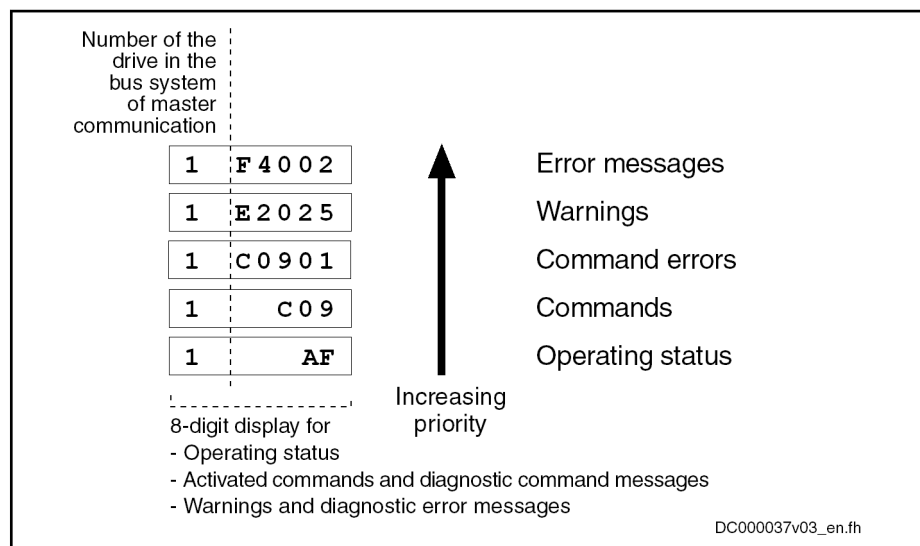 Number of the
drive in the
bus system
of master
communication
1 F4002 Error messages
1 E2025 Warnings
1 C0901 Command errors
1 C09 Commands
1 AF Operating status
Increasing
priority
8-digit display for
- Operating status
- Activated commands and diagnostic command messages
- Warnings and diagnostic error messages
DC000037v03_en.fh